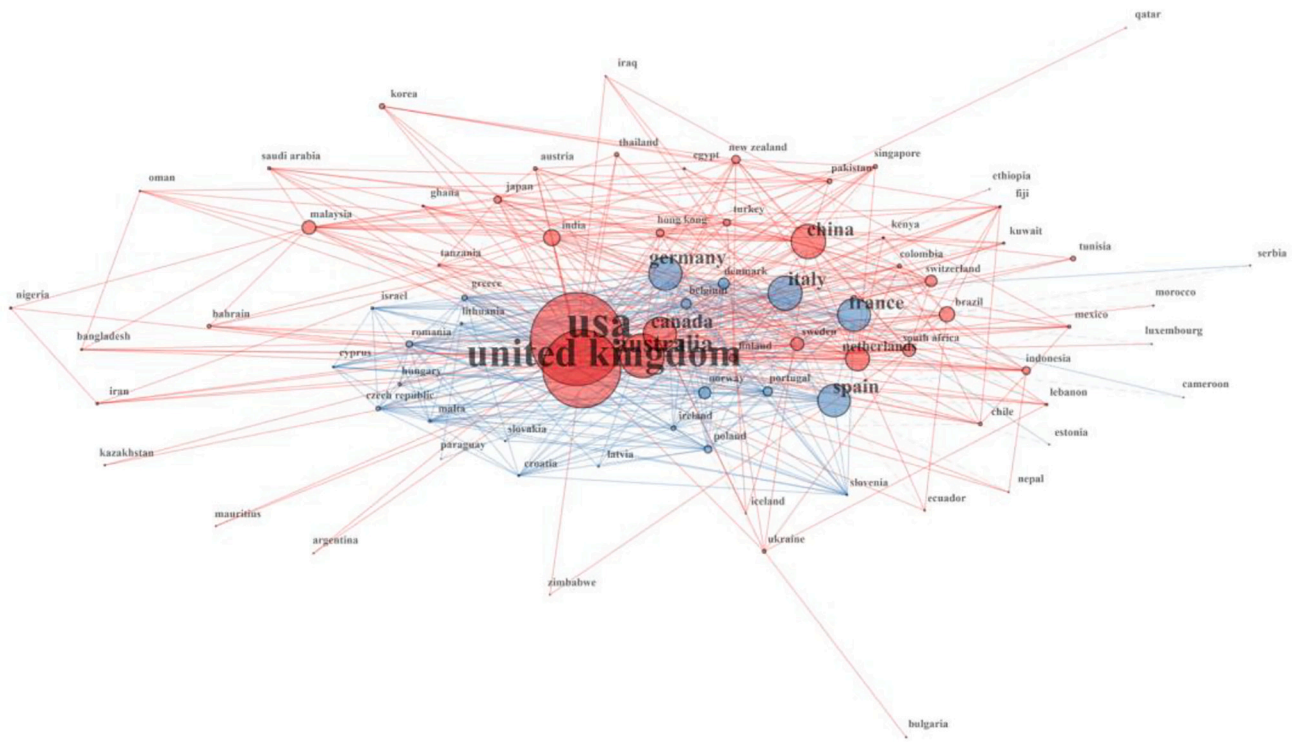 qatar
iraq
korea
thailand
new zealand
saudi arabia
austria
egypt
singapore
pakistan
oman
ethiopia
japan
ghana
fiji
malaysia
hong kong
turkey
india
china
kenya
kuwait
tanzania
germany
colombia
tunisia
serbia
denmark
italy
switzerland
greece
belgium
nigeria
israel
france
brazil
morocco
bahrain
lithuania
usa
canada
mexico
luxembourg
bangladesh
romania
australia
sweden
south africa
cyprus
united kingdom
finland
netherlands
indonesia
hungary
norway
portugal
spain
cameroon
iran
czech republic
lebanon
malta
ireland
chile
slovakia
poland
estonia
kazakhstan
paraguay
croatia
latvia
slovenia
nepal
mauritius
iceland
ecuador
argentina
ukraine
zimbabwe
bulgaria